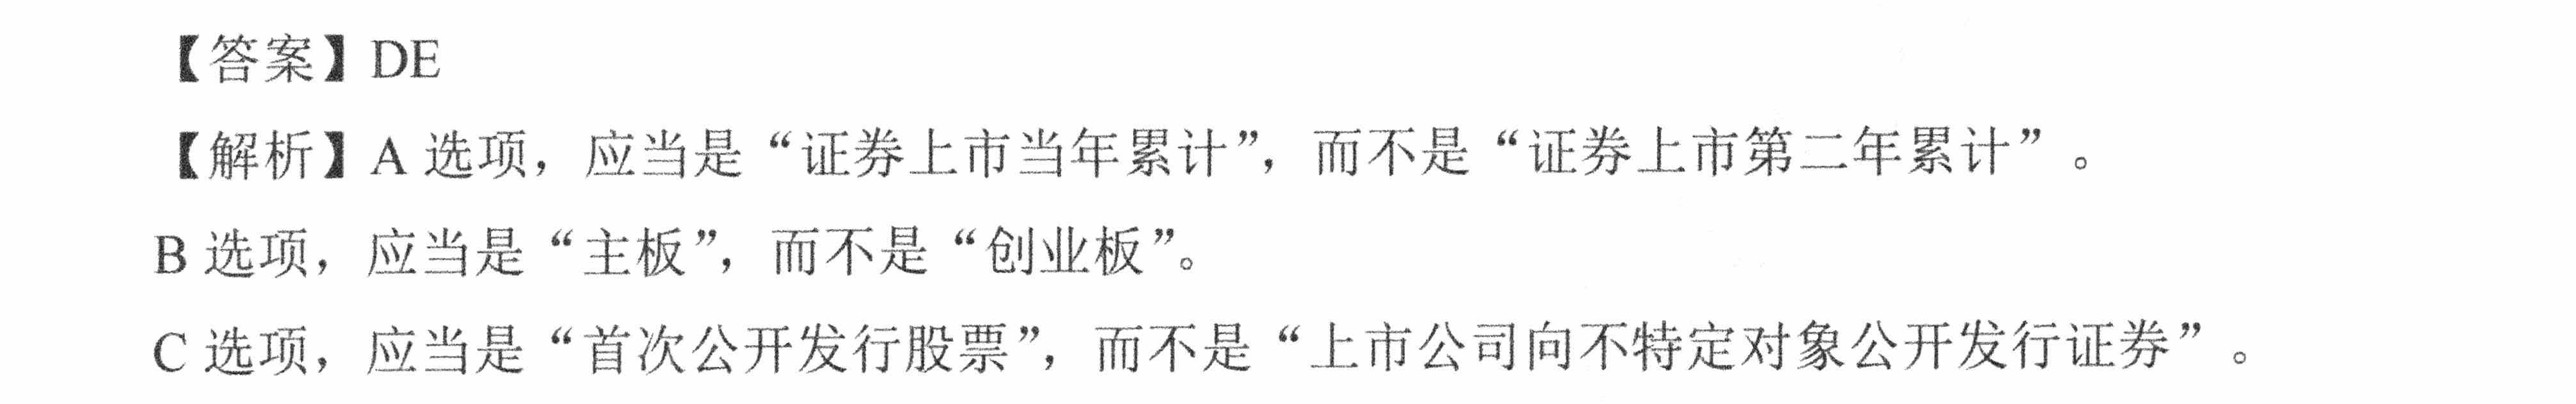 【答案】DE
【解析】A 选项，应当是“证券上市当年累计”，而不是“证券上市第二年累计”。
B 选项，应当是“主板”，而不是“创业板”。
C 选项，应当是“首次公开发行股票”，而不是“上市公司向不特定对象公开发行证券”。